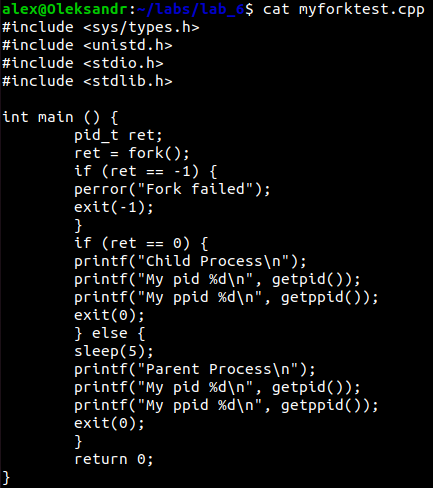 alex@Oleksandr:~/labs/lab_6$ cat myforktest.cpp
#include <sys/types.h>
#include <unistd.h>
#include <stdio.h>
#include <stdlib.h>

int main () {
        pid_t ret;
        ret = fork();
        if (ret == -1) {
        perror("Fork failed");
        exit(-1);
        }
        if (ret == 0) {
        printf("Child Process\n");
        printf("My pid %d\n", getpid());
        printf("My ppid %d\n", getppid());
        exit(0);
        } else {
        sleep(5);
        printf("Parent Process\n");
        printf("My pid %d\n", getpid());
        printf("My ppid %d\n", getppid());
        exit(0);
        }
        return 0;
}